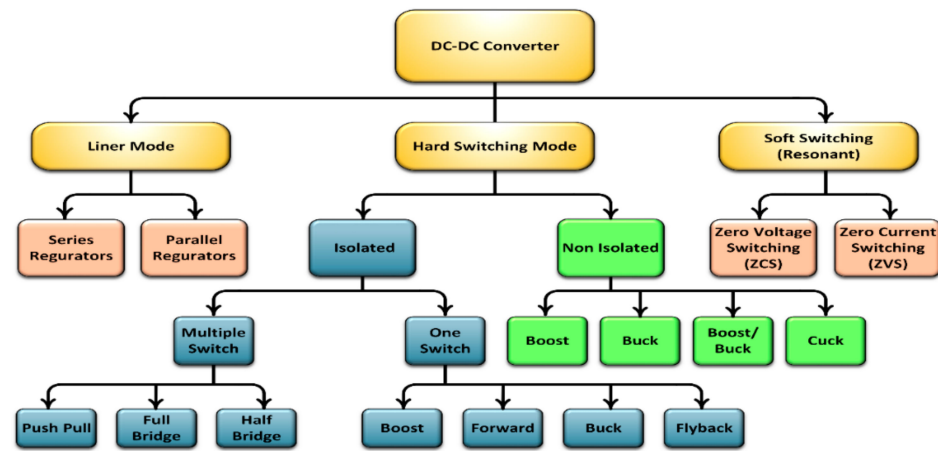 DC-DC Converter
Liner Mode
Hard Switching Mode
Soft Switching
(Resonant)
Series
Regurators
Parallel
Regurators
Isolated
Non Isolated
Zero Voltage
Switching
(ZCS)
Zero Current
Switching
(ZVS)
Multiple
Switch
One
Switch
Boost
Buck
Boost/
Buck
Cuck
Push Pull
Full
Bridge
Half
Bridge
Boost
Forward
Buck
Flyback